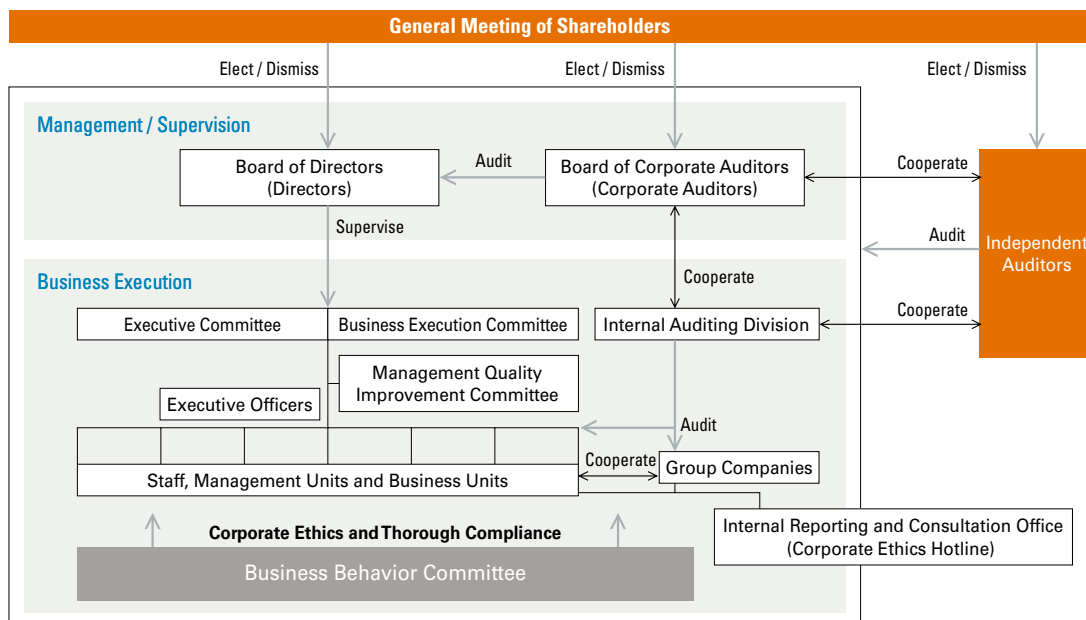 General Meeting of Shareholders
Elect / Dismiss
Elect / Dismiss
Elect / Dismiss
Management / Supervision
Board of Directors
(Directors)
Audit
Board of Corporate Auditors
(Corporate Auditors)
Cooperate
Supervise
Audit
Independent
Auditors
Business Execution
Cooperate
Executive Committee
Business Execution Committee
Internal Auditing Division
Cooperate
Management Quality
Improvement Committee
Executive Officers
Audit
Cooperate
Group Companies
Staff, Management Units and Business Units
Internal Reporting and Consultation Office
(Corporate Ethics Hotline)
Corporate Ethics and Thorough Compliance
Business Behavior Committee